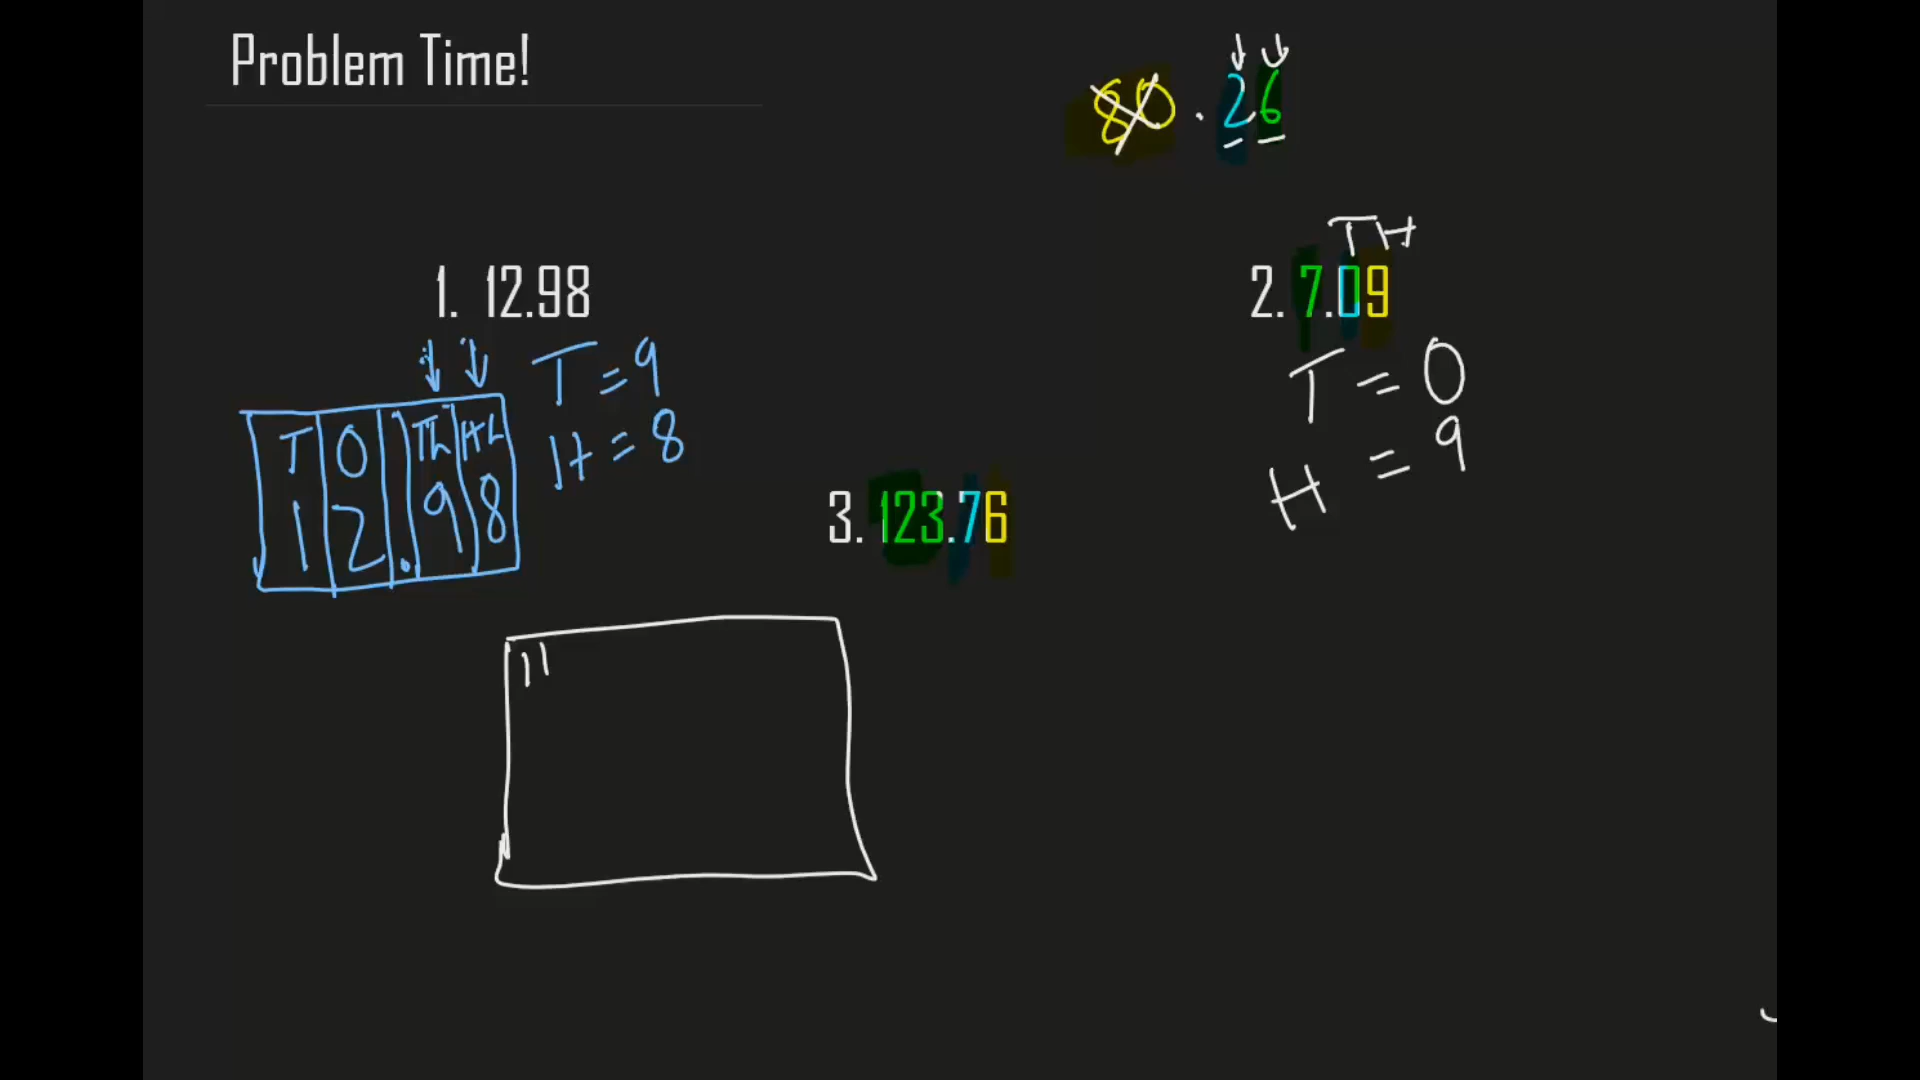 Problem Time!
80.26
1. 12.98
T = 9
H = 8
T O . Th Hth
1 2 . 9 8
TH
2. 7.09
T = 0
H = 9
3. 123.76